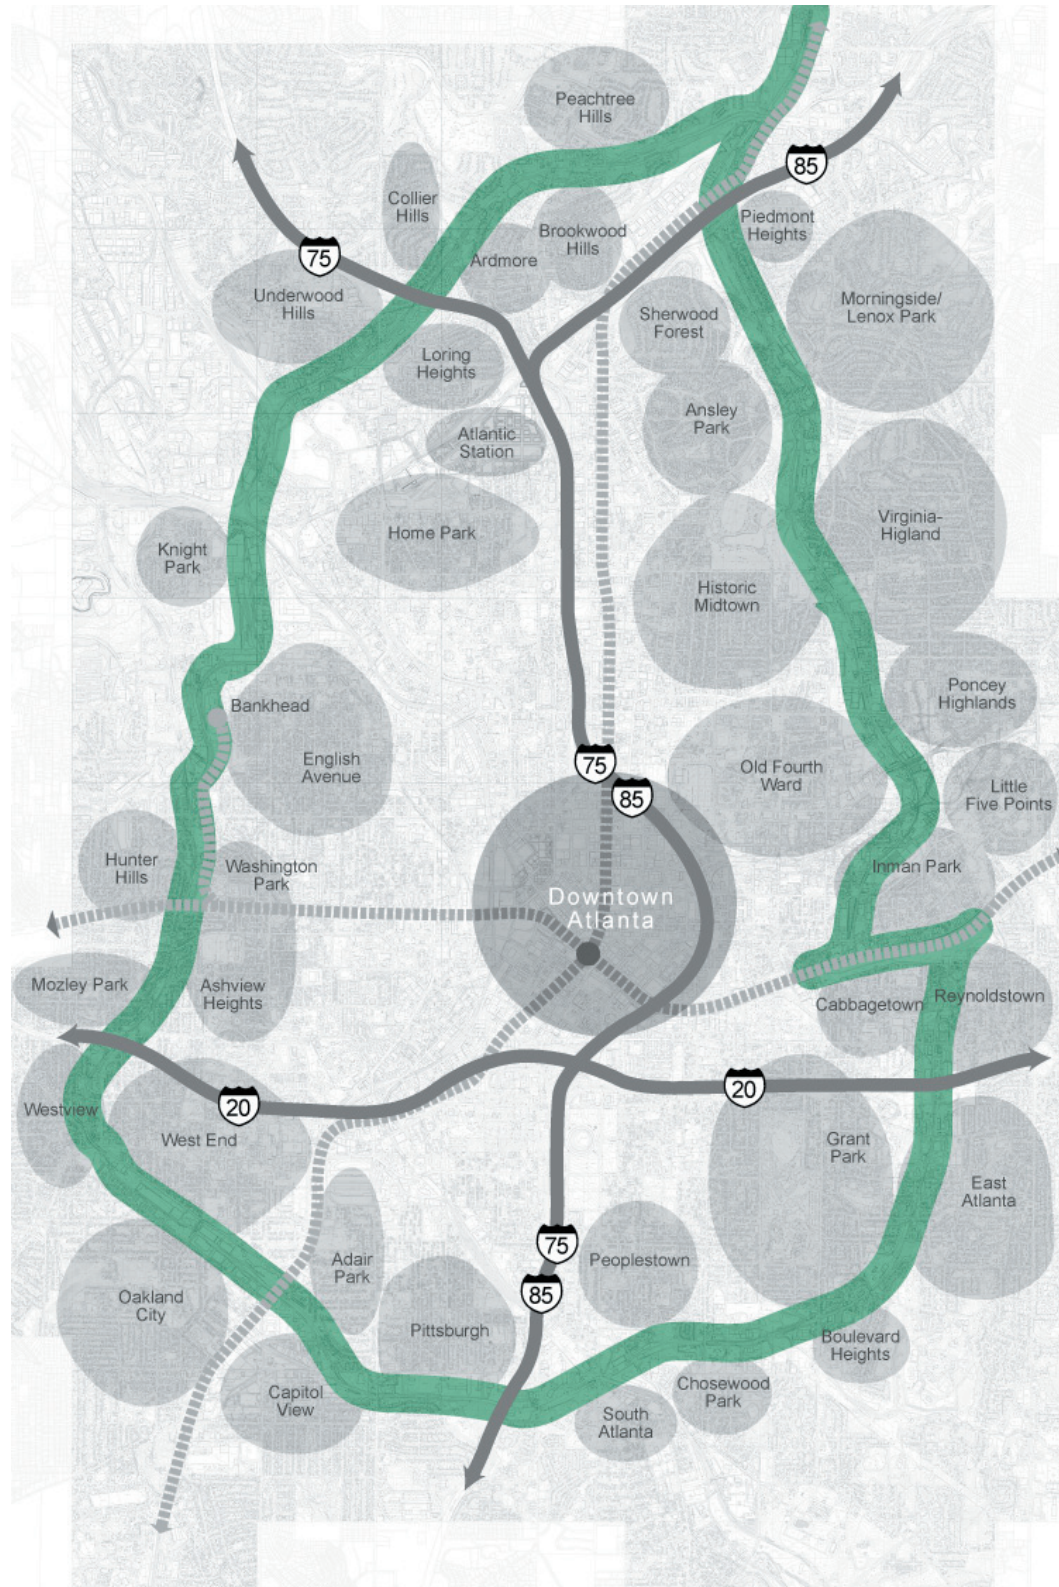 Peachtree
Hills
85
Collier
Hills
Piedmont
Heights
Brookwood
Hills
75
Ardmore
Underwood
Hills
Morningside/
Lenox Park
Sherwood
Forest
Loring
Heights
Ansley
Park
Atlantic
Station
Virginia-
Higland
Home Park
Knight
Park
Historic
Midtown
Poncey
Highlands
Bankhead
English
Avenue
75
Old Fourth
Ward
85
Little
Five Points
Hunter
Hills
Washington
Park
Inman Park
Downtown
Atlanta
Mozley Park
Ashview
Heights
Cabbagetown
Reynoldstown
20
20
Westview
West End
Grant
Park
East
Atlanta
75
Adair
Park
Peoplestown
85
Oakland
City
Pittsburgh
Boulevard
Heights
Capitol
View
Chosewood
Park
South
Atlanta